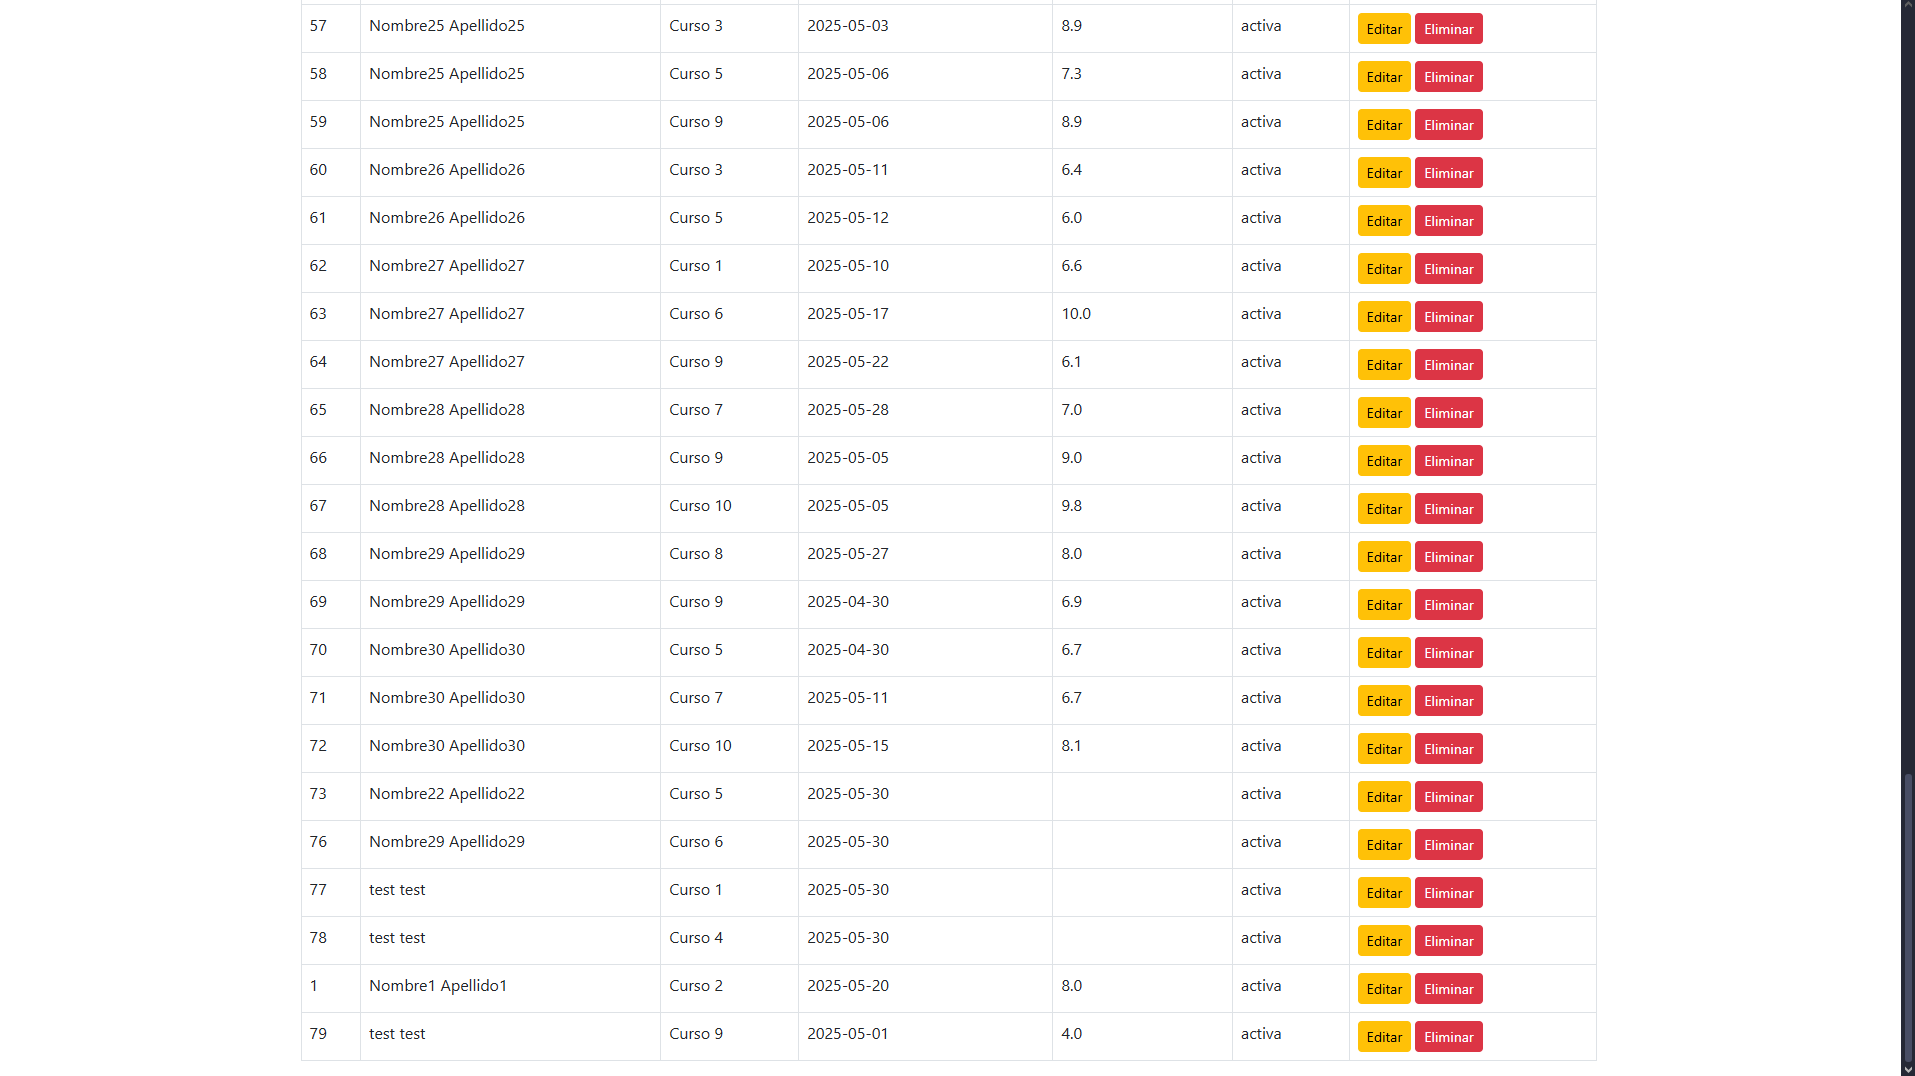 57 Nombre25 Apellido25 Curso 3 2025-05-03 8.9 activa Editar Eliminar
58 Nombre25 Apellido25 Curso 5 2025-05-06 7.3 activa Editar Eliminar
59 Nombre25 Apellido25 Curso 9 2025-05-06 8.9 activa Editar Eliminar
60 Nombre26 Apellido26 Curso 3 2025-05-11 6.4 activa Editar Eliminar
61 Nombre26 Apellido26 Curso 5 2025-05-12 6.0 activa Editar Eliminar
62 Nombre27 Apellido27 Curso 1 2025-05-10 6.6 activa Editar Eliminar
63 Nombre27 Apellido27 Curso 6 2025-05-17 10.0 activa Editar Eliminar
64 Nombre27 Apellido27 Curso 9 2025-05-22 6.1 activa Editar Eliminar
65 Nombre28 Apellido28 Curso 7 2025-05-28 7.0 activa Editar Eliminar
66 Nombre28 Apellido28 Curso 9 2025-05-05 9.0 activa Editar Eliminar
67 Nombre28 Apellido28 Curso 10 2025-05-05 9.8 activa Editar Eliminar
68 Nombre29 Apellido29 Curso 8 2025-05-27 8.0 activa Editar Eliminar
69 Nombre29 Apellido29 Curso 9 2025-04-30 6.9 activa Editar Eliminar
70 Nombre30 Apellido30 Curso 5 2025-04-30 6.7 activa Editar Eliminar
71 Nombre30 Apellido30 Curso 7 2025-05-11 6.7 activa Editar Eliminar
72 Nombre30 Apellido30 Curso 10 2025-05-15 8.1 activa Editar Eliminar
73 Nombre22 Apellido22 Curso 5 2025-05-30 activa Editar Eliminar
76 Nombre29 Apellido29 Curso 6 2025-05-30 activa Editar Eliminar
77 test test Curso 1 2025-05-30 activa Editar Eliminar
78 test test Curso 4 2025-05-30 activa Editar Eliminar
1 Nombre1 Apellido1 Curso 2 2025-05-20 8.0 activa Editar Eliminar
79 test test Curso 9 2025-05-01 4.0 activa Editar Eliminar